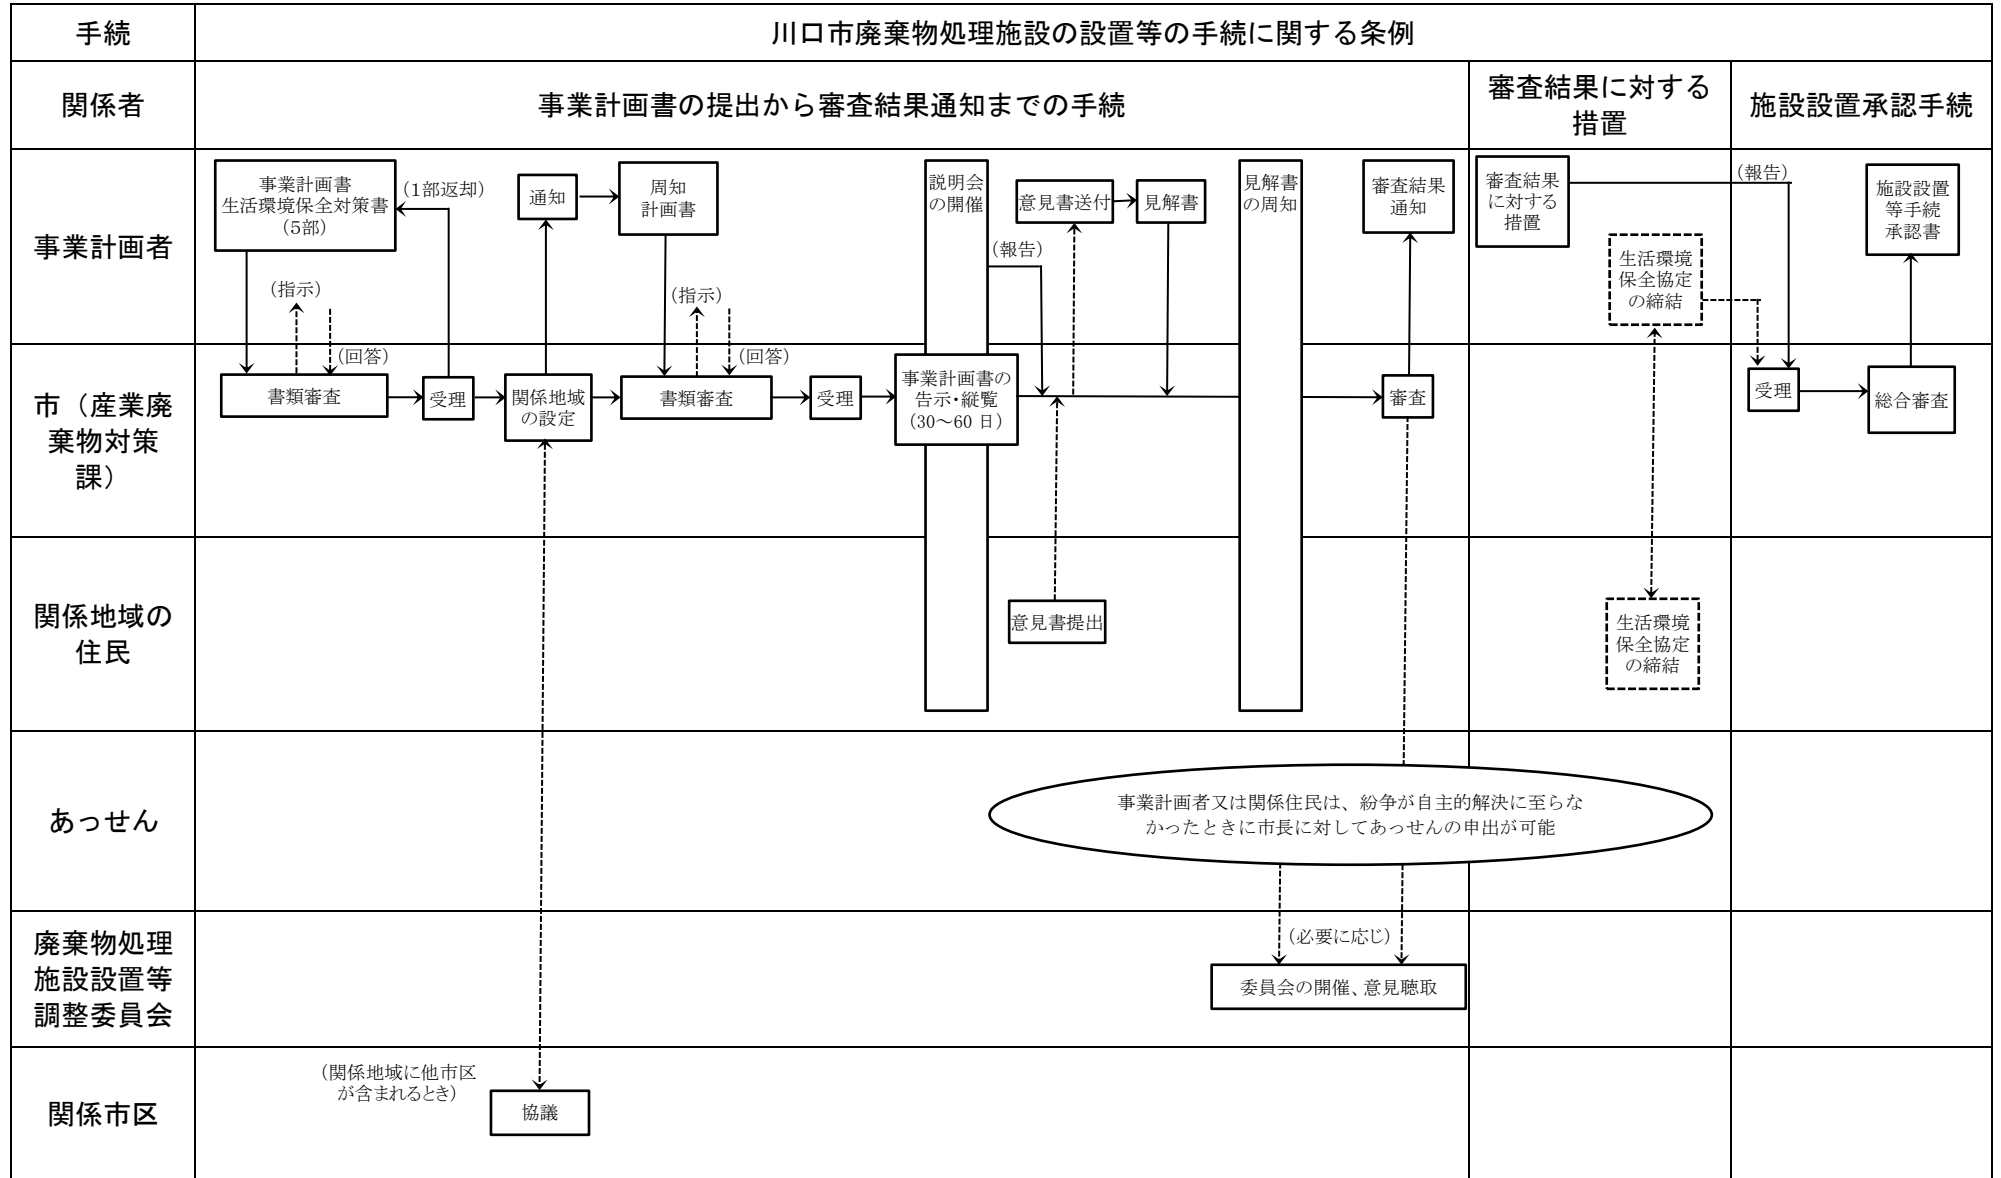 手続
川口市廃棄物処理施設の設置等の手続に関する条例
関係者
事業計画書の提出から審査結果通知までの手続
審査結果に対する
措置
施設設置承認手続
事業計画者
事業計画書
生活環境保全対策書
（5部）
（1部返却）
（指示）
（回答）
通知
周知
計画書
（指示）
（回答）
説明会
の開催
（報告）
意見書送付
見解書
見解書
の周知
審査結果
通知
審査結果
に対する
措置
生活環境
保全協定
の締結
（報告）
施設設置
等手続
承認書
市（産業廃
棄物対策
課）
書類審査
受理
関係地域
の設定
書類審査
受理
事業計画書の
告示・縦覧
（30～60 日）
審査
受理
総合審査
関係地域の
住民
意見書提出
生活環境
保全協定
の締結
あっせん
事業計画者又は関係住民は、紛争が自主的解決に至らな
かったときに市長に対してあっせんの申出が可能
廃棄物処理
施設設置等
調整委員会
（必要に応じ）
委員会の開催、意見聴取
関係市区
（関係地域に他市区
が含まれるとき）
協議